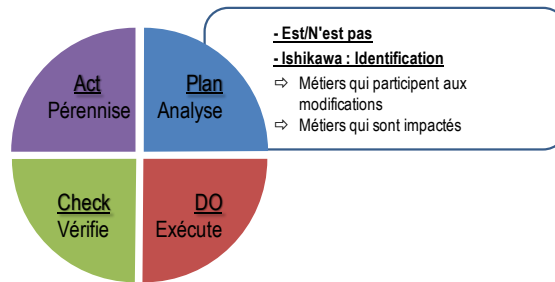 - Est/N'est pas
- Ishikawa : Identification
⇨ Métiers qui participent aux
modifications
⇨ Métiers qui sont impactés
Act
Pérennise
Plan
Analyse
Check
Vérifie
DO
Exécute